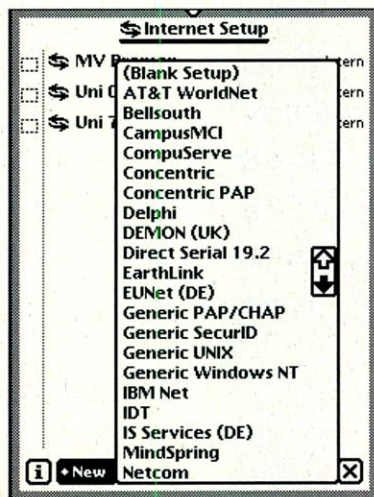 Internet Setup
MV
Uni
Uni
tern
tern
(Blank Setup)
AT&T WorldNet
Bellsouth
CampusMCI
CompuServe
Concentric
Concentric PAP
Delphi
DEMON (UK)
Direct Serial 19.2
EarthLink
EUNet (DE)
Generic PAP/CHAP
Generic SecurID
Generic UNIX
Generic Windows NT
IBM Net
IDT
IS Services (DE)
MindSpring
Netcom
i
New
X